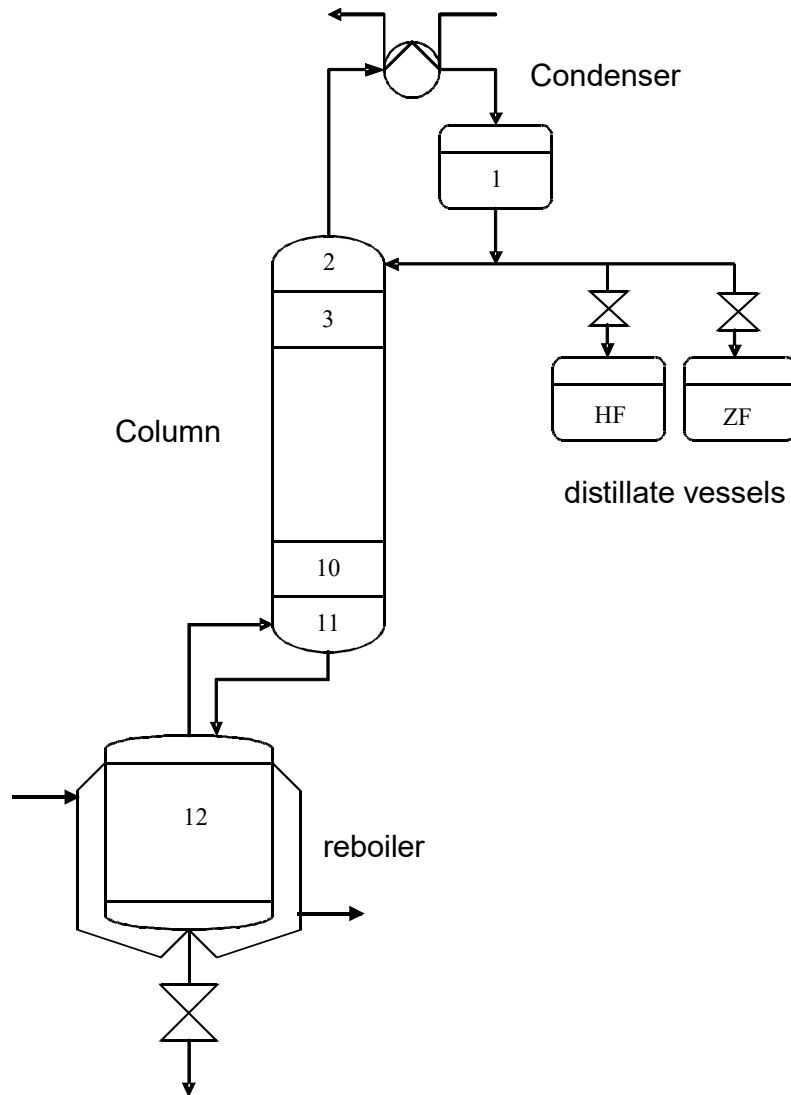 Condenser
1
2
3
HF
ZF
Column
distillate vessels
10
11
12
reboiler